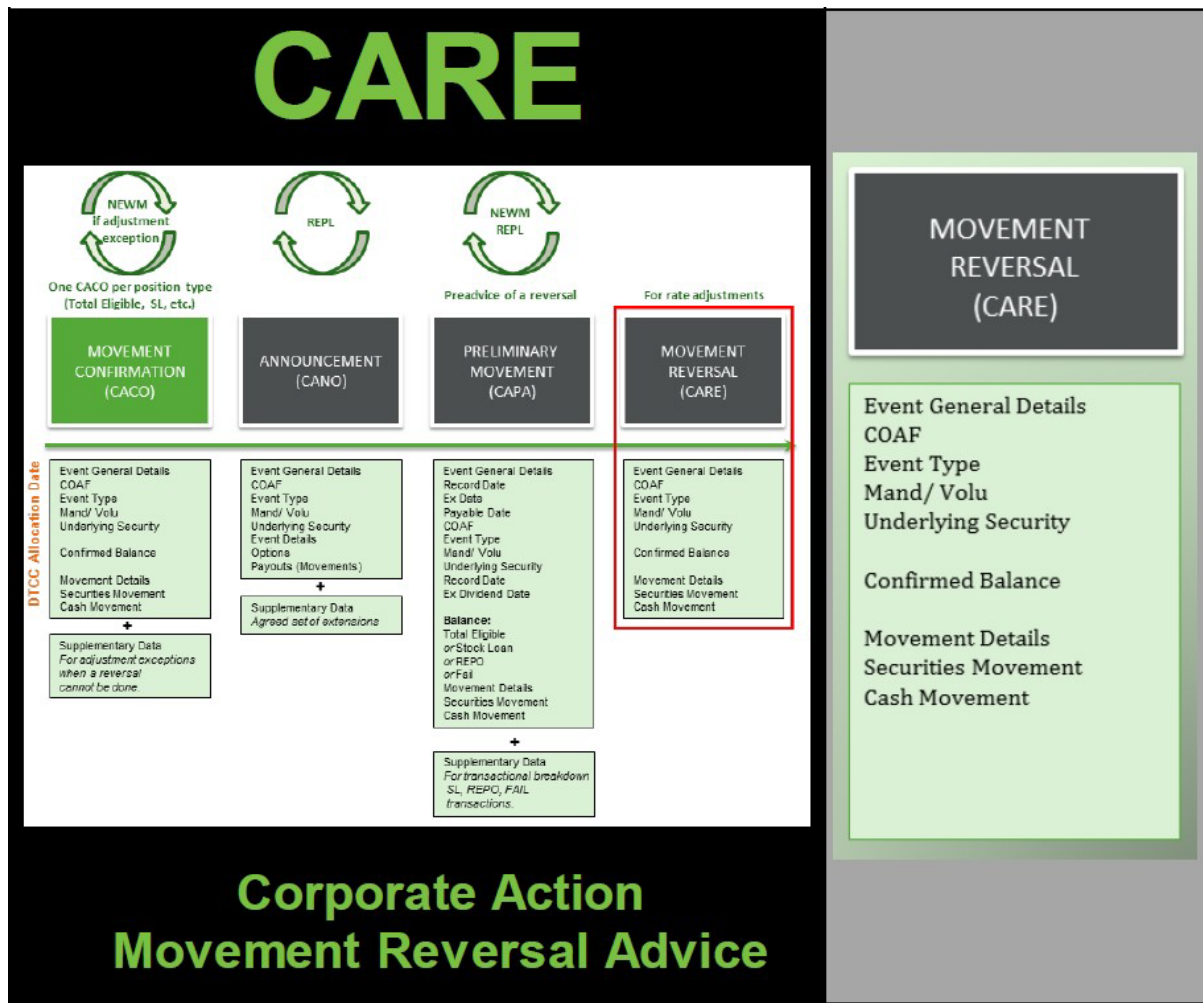 CARE
NEWM
if adjustment
exception
One CACO per position type
(Total Eligible, SL, etc.)
MOVEMENT
CONFIRMATION
(CACO)
REPL
ANNOUNCEMENT
(CANO)
NEWM
REPL
Preadvice of a reversal
PRELIMINARY
MOVEMENT
(CAPA)
For rate adjustments
MOVEMENT
REVERSAL
(CARE)
DTCC Allocation Date
Event General Details
COAF
Event Type
Mand/ Volu
Underlying Security
Confirmed Balance
Movement Details
Securities Movement
Cash Movement
+
Supplementary Data
For adjustment exceptions
when a reversal
cannot be done.
Event General Details
COAF
Event Type
Mand/ Volu
Underlying Security
Event Details
Options
Payouts (Movements)
+
Supplementary Data
Agreed set of extensions
Event General Details
Record Date
Ex Date
Payable Date
COAF
Event Type
Mand/ Volu
Underlying Security
Record Date
Ex Dividend Date
Balance:
Total Eligible
or Stock Loan
or REPO
or Fail
Movement Details
Securities Movement
Cash Movement
+
Supplementary Data
For transactional breakdown
SL, REPO, FAIL
transactions.
Event General Details
COAF
Event Type
Mand/ Volu
Underlying Security
Confirmed Balance
Movement Details
Securities Movement
Cash Movement
Corporate Action
Movement Reversal Advice
MOVEMENT
REVERSAL
(CARE)
Event General Details
COAF
Event Type
Mand/ Volu
Underlying Security
Confirmed Balance
Movement Details
Securities Movement
Cash Movement